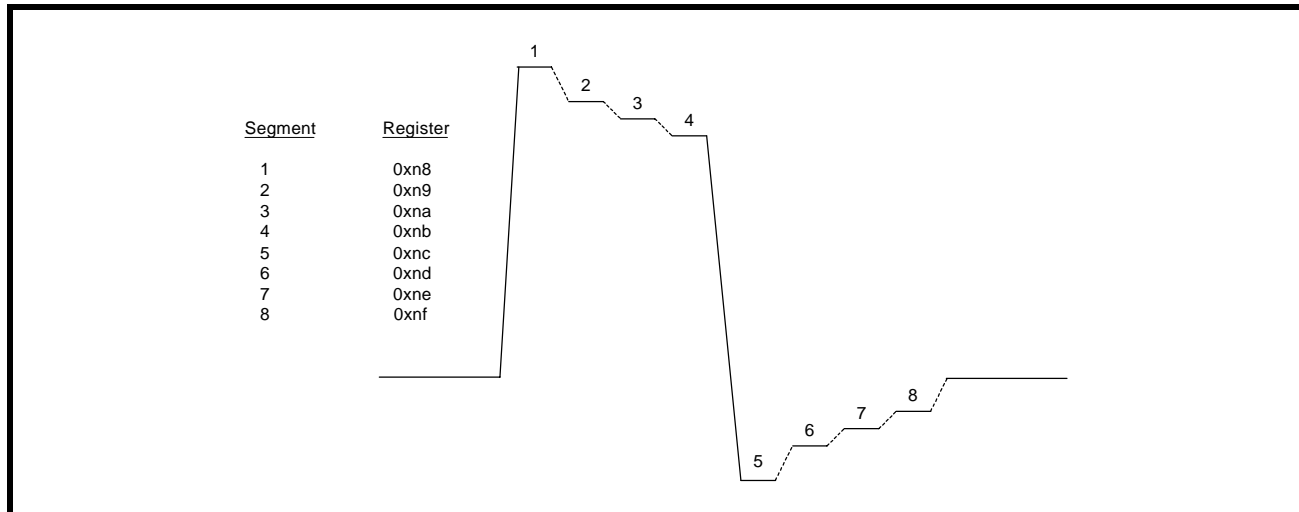 Segment Register
1 0xn8
2 0xn9
3 0xna
4 0xnb
5 0xnc
6 0xnd
7 0xne
8 0xnf
1
2
3
4
5
6
7
8